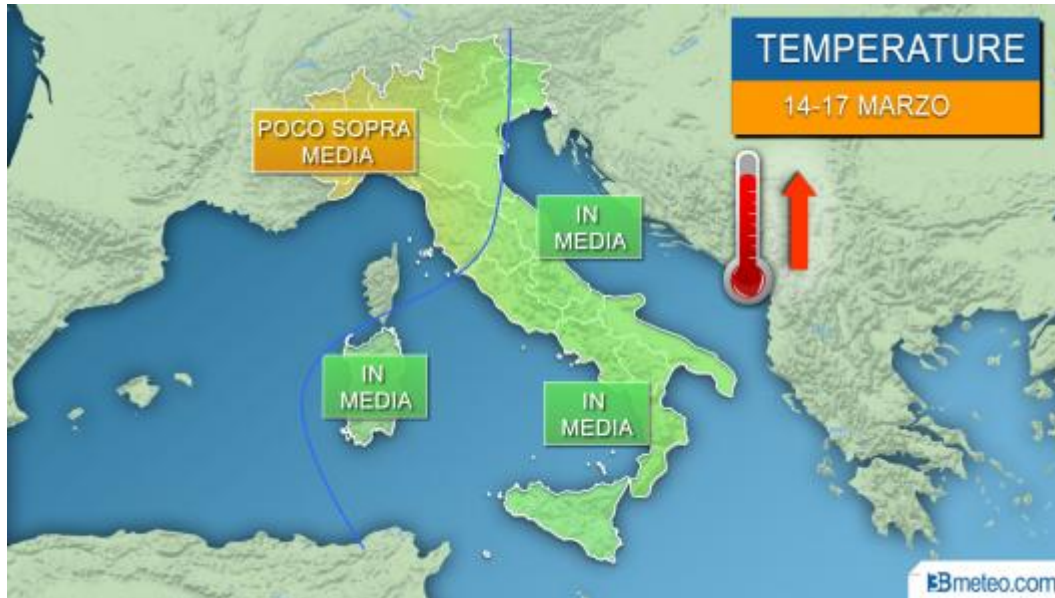 TEMPERATURE
14-17 MARZO
POCO SOPRA
MEDIA
IN
MEDIA
IN
MEDIA
IN
MEDIA
3Bmeteo.com